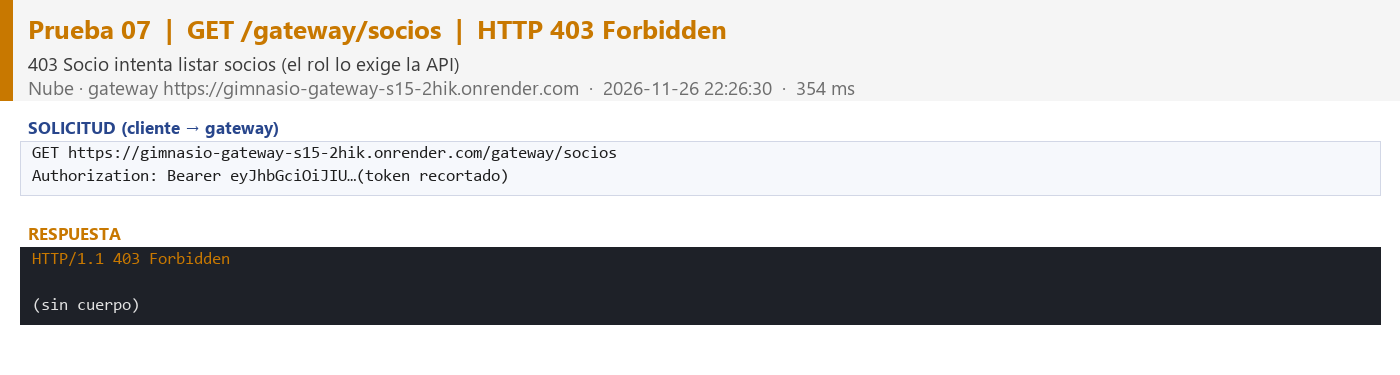 Prueba 07 | GET /gateway/socios | HTTP 403 Forbidden
403 Socio intenta listar socios (el rol lo exige la API)
Nube · gateway https://gimnasio-gateway-s15-2hik.onrender.com · 2026-11-26 22:26:30 · 354 ms
SOLICITUD (cliente → gateway)
GET https://gimnasio-gateway-s15-2hik.onrender.com/gateway/socios
Authorization: Bearer eyJhbGciOiJIU…(token recortado)
RESPUESTA
HTTP/1.1 403 Forbidden
(sin cuerpo)